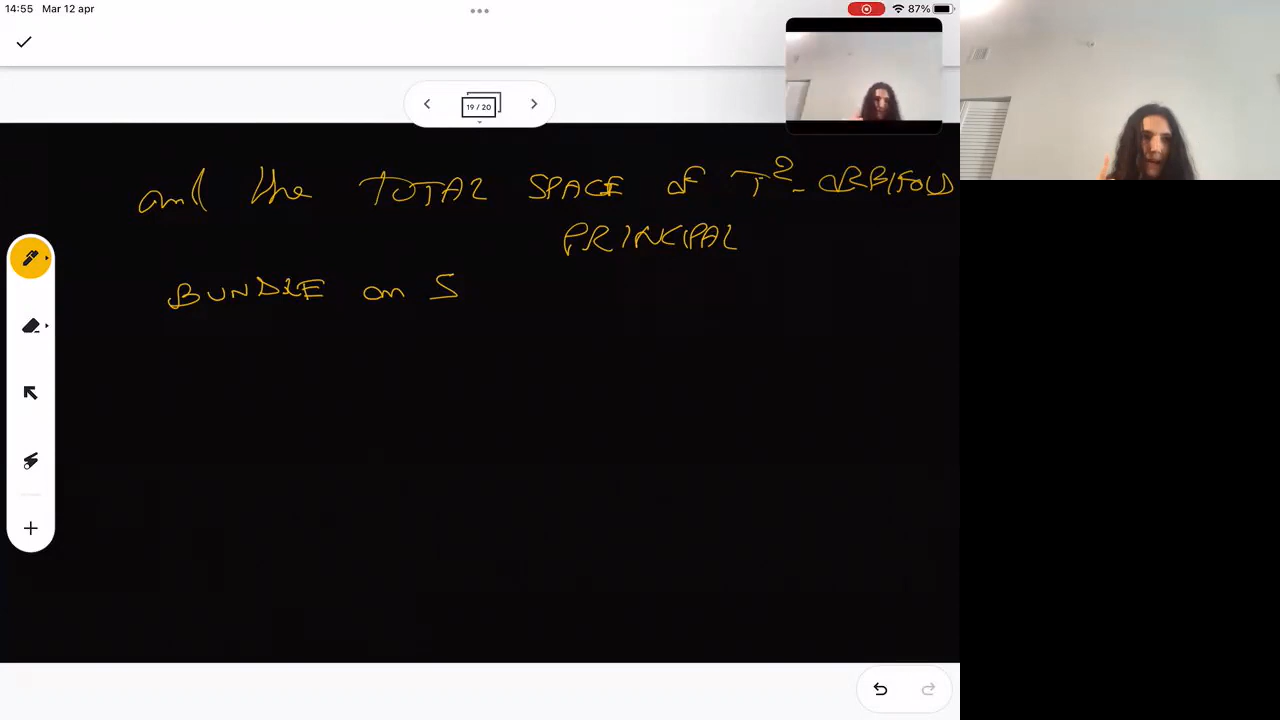 14:55 Mar 12 apr 87%
19 / 20
and the TOTAL SPACE of T²- ORBIFOLD
PRINCIPAL
BUNDLE on S